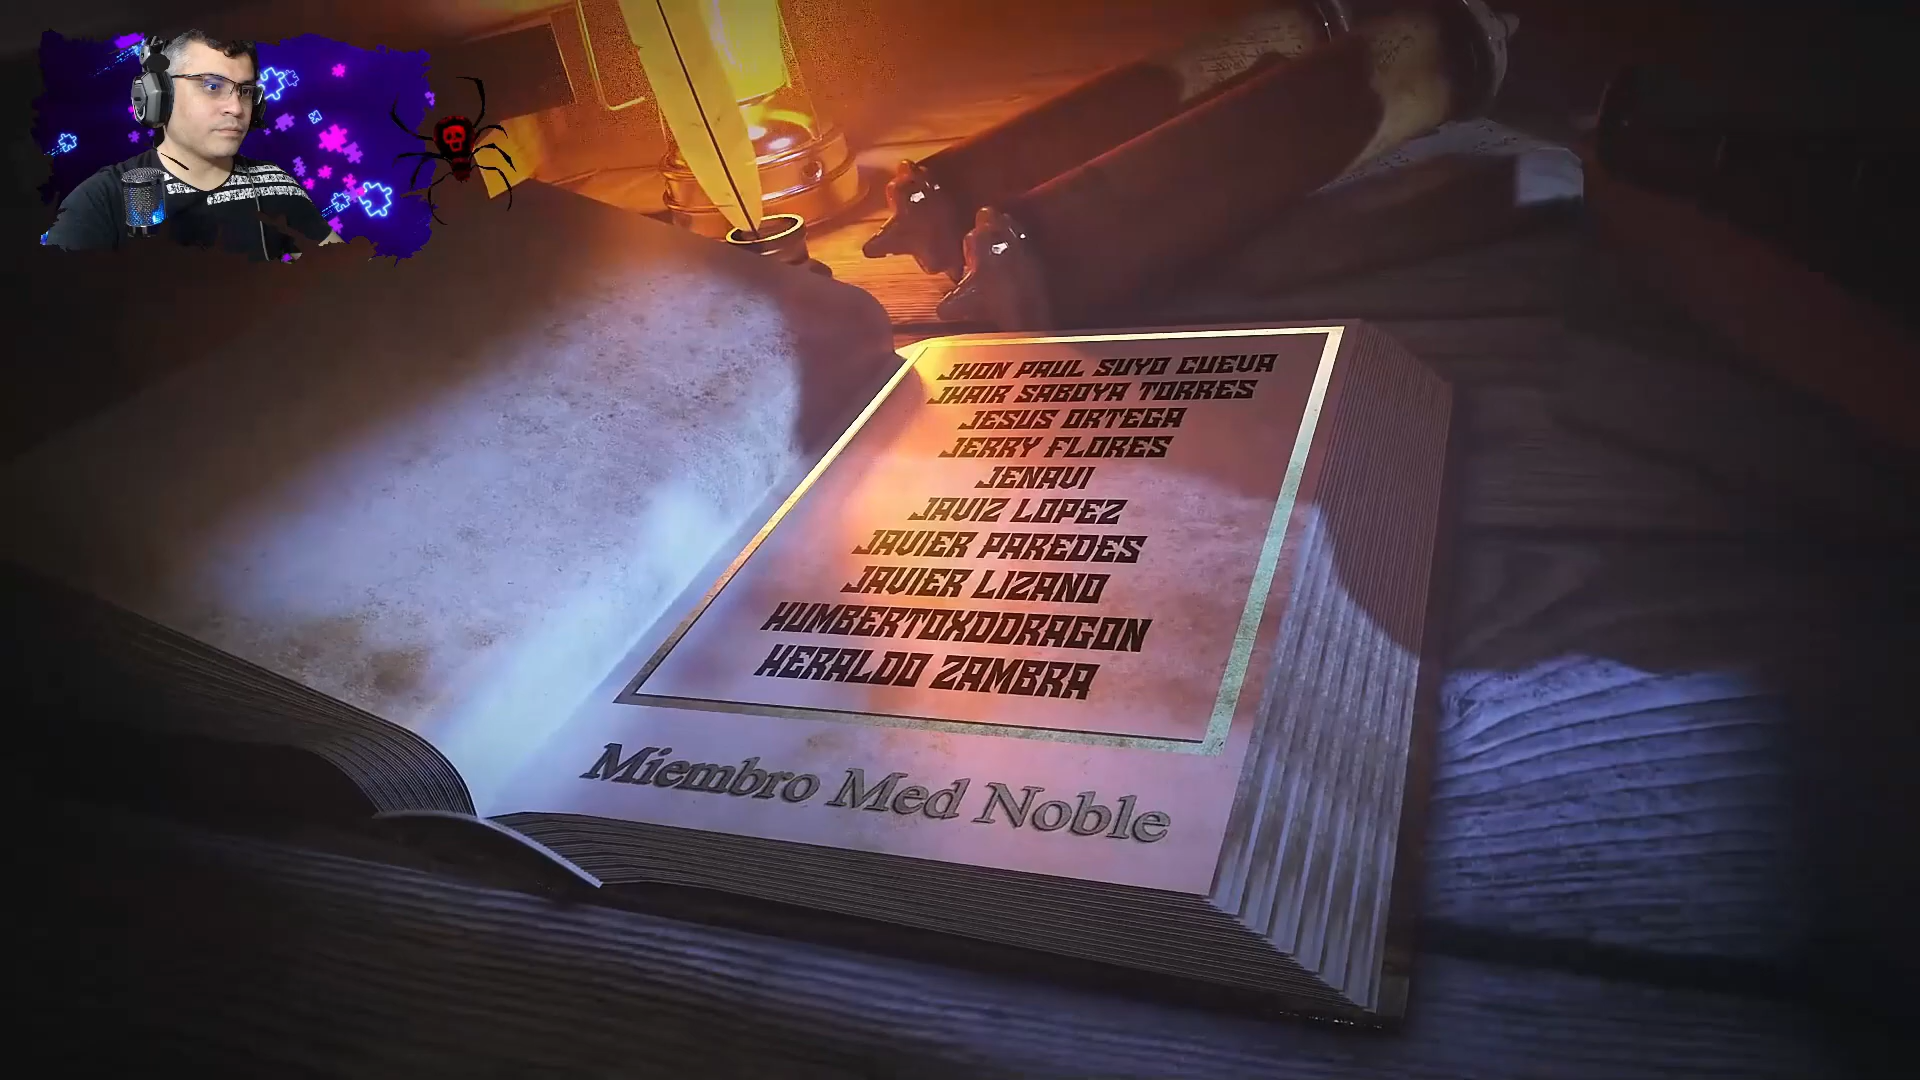 JHON PAUL SUYO CUEVA
JHAIR SABOYA TORRES
JESUS ORTEGA
JERRY FLORES
JENAVI
JAVIZ LOPEZ
JAVIER PAREDES
JAVIER LIZANO
HUMBERTOXDDRAGON
HERALDO ZAMBRA
Miembro Med Noble